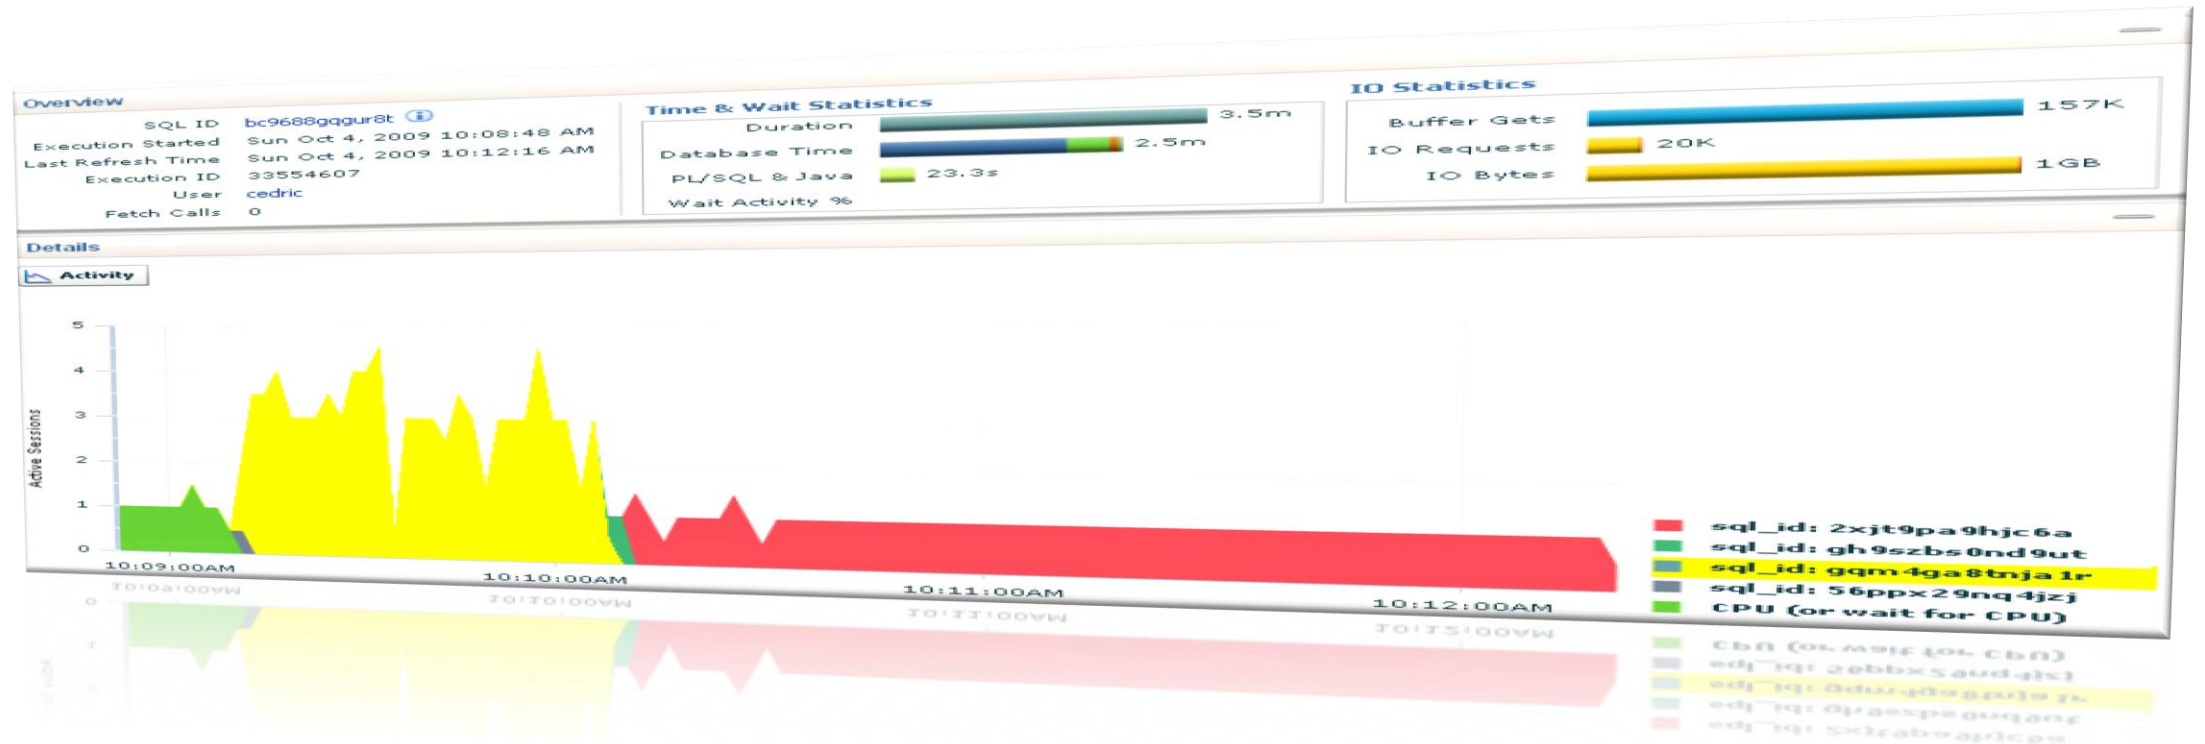 Overview
SQL ID bc9688gqgur8t
Execution Started Sun Oct 4, 2009 10:08:48 AM
Last Refresh Time Sun Oct 4, 2009 10:12:16 AM
Execution ID 33554607
User cedric
Fetch Calls 0
Time & Wait Statistics
Duration 3.5m
Database Time 2.5m
PL/SQL & Java 23.3s
Wait Activity %
IO Statistics
Buffer Gets 157K
IO Requests 20K
IO Bytes 1GB
Details
Activity
Active Sessions
5
4
3
2
1
0
10:09:00AM 10:10:00AM 10:11:00AM 10:12:00AM
sql_id: 2xjt9pa9hjc6a
sql_id: gh9szbs0nd9ut
sql_id: gqm4ga8tnja1r
sql_id: 56ppx29nq4jzj
CPU (or wait for CPU)